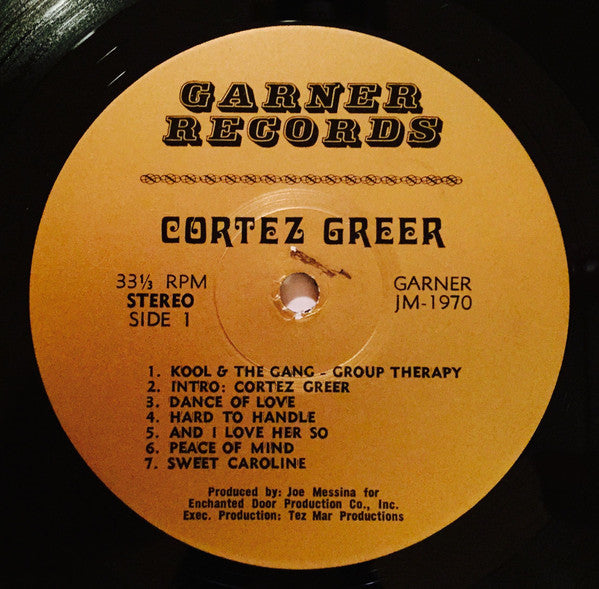 GARNER
RECORDS
CORTEZ GREER
33⅓ RPM
STEREO
SIDE 1
GARNER
JM-1970
1. KOOL & THE GANG - GROUP THERAPY
2. INTRO: CORTEZ GREER
3. DANCE OF LOVE
4. HARD TO HANDLE
5. AND I LOVE HER SO
6. PEACE OF MIND
7. SWEET CAROLINE
Produced by: Joe Messina for
Enchanted Door Production Co., Inc.
Exec. Production: Tez Mar Productions